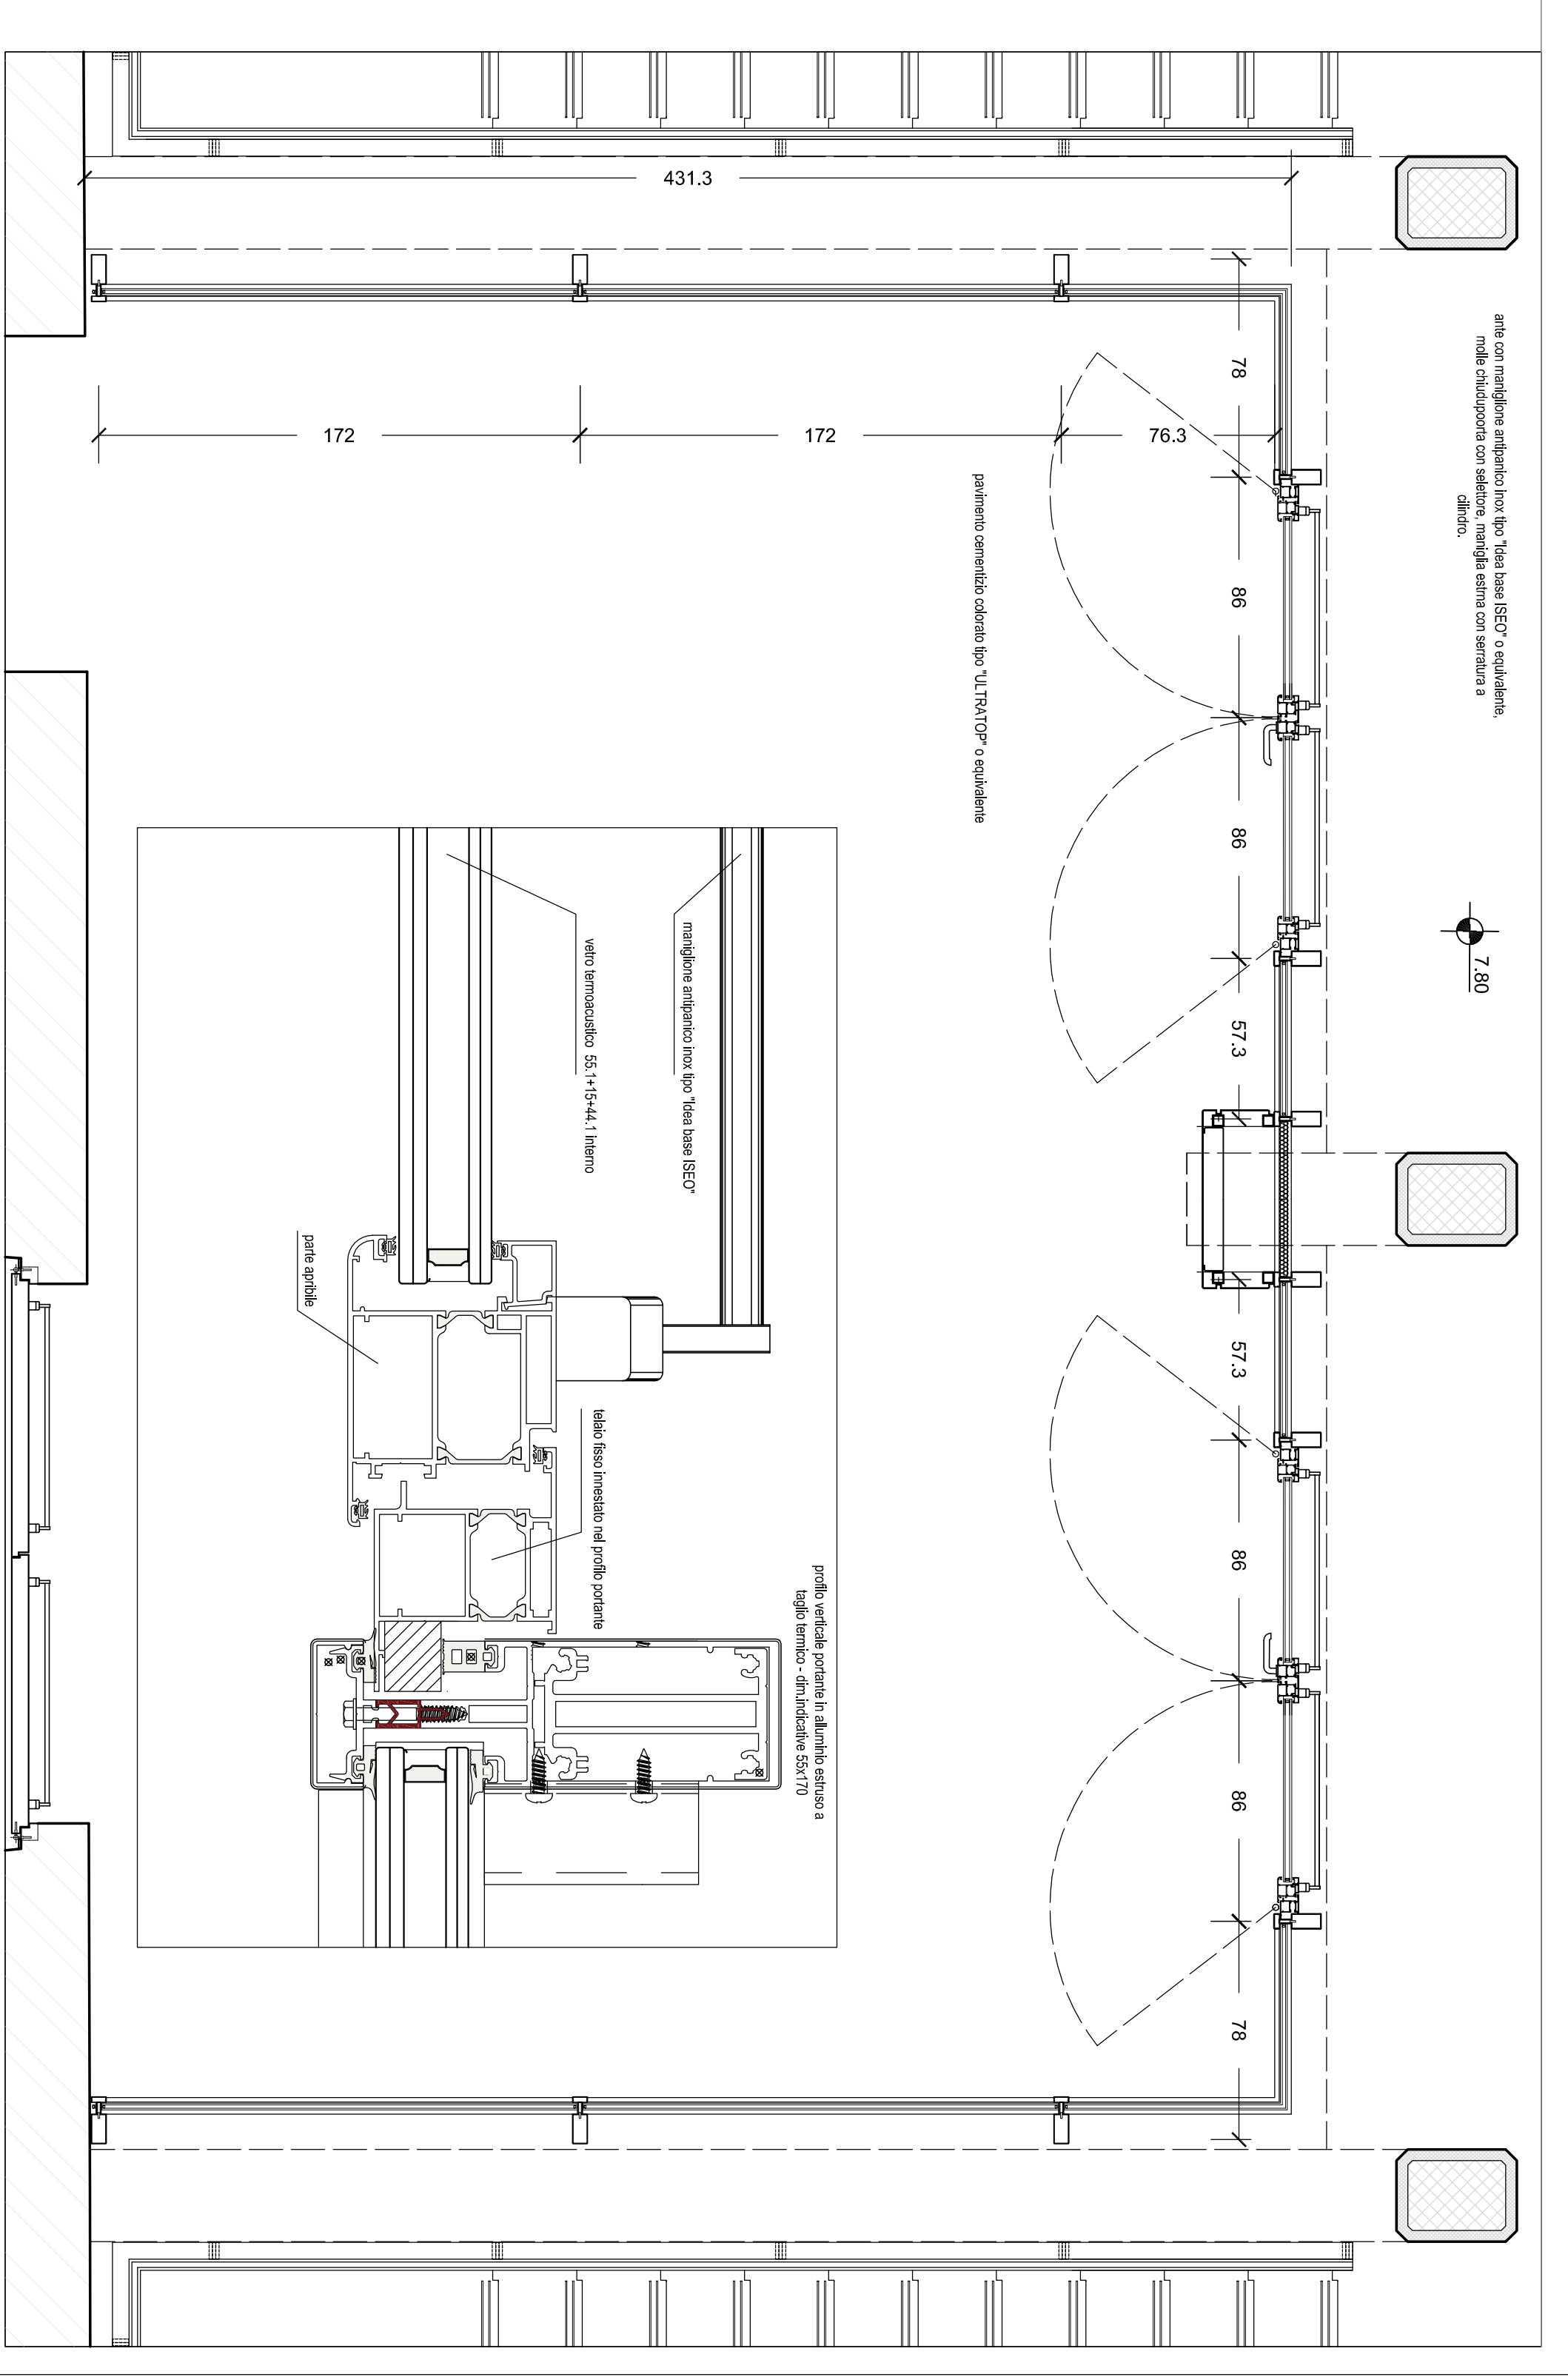 ante con maniglione antipanico inox tipo "Idea base ISEO" o equivalente,
molle chiudupoorta con selettore, maniglia estrna con serratura a
cilindro.
7.80
431.3
78
86
86
57.3
57.3
86
86
78
172
172
76.3
pavimento cementizio colorato tipo "ULTRATOP" o equivalente
profilo verticale portante in alluminio estruso a
taglio termico - dim.indicative 55x170
maniglione antipanico inox tipo "Idea base ISEO"
vetro termoacustico 55.1+15+44.1 interno
telaio fisso innestato nel profilo portante
parte apribile